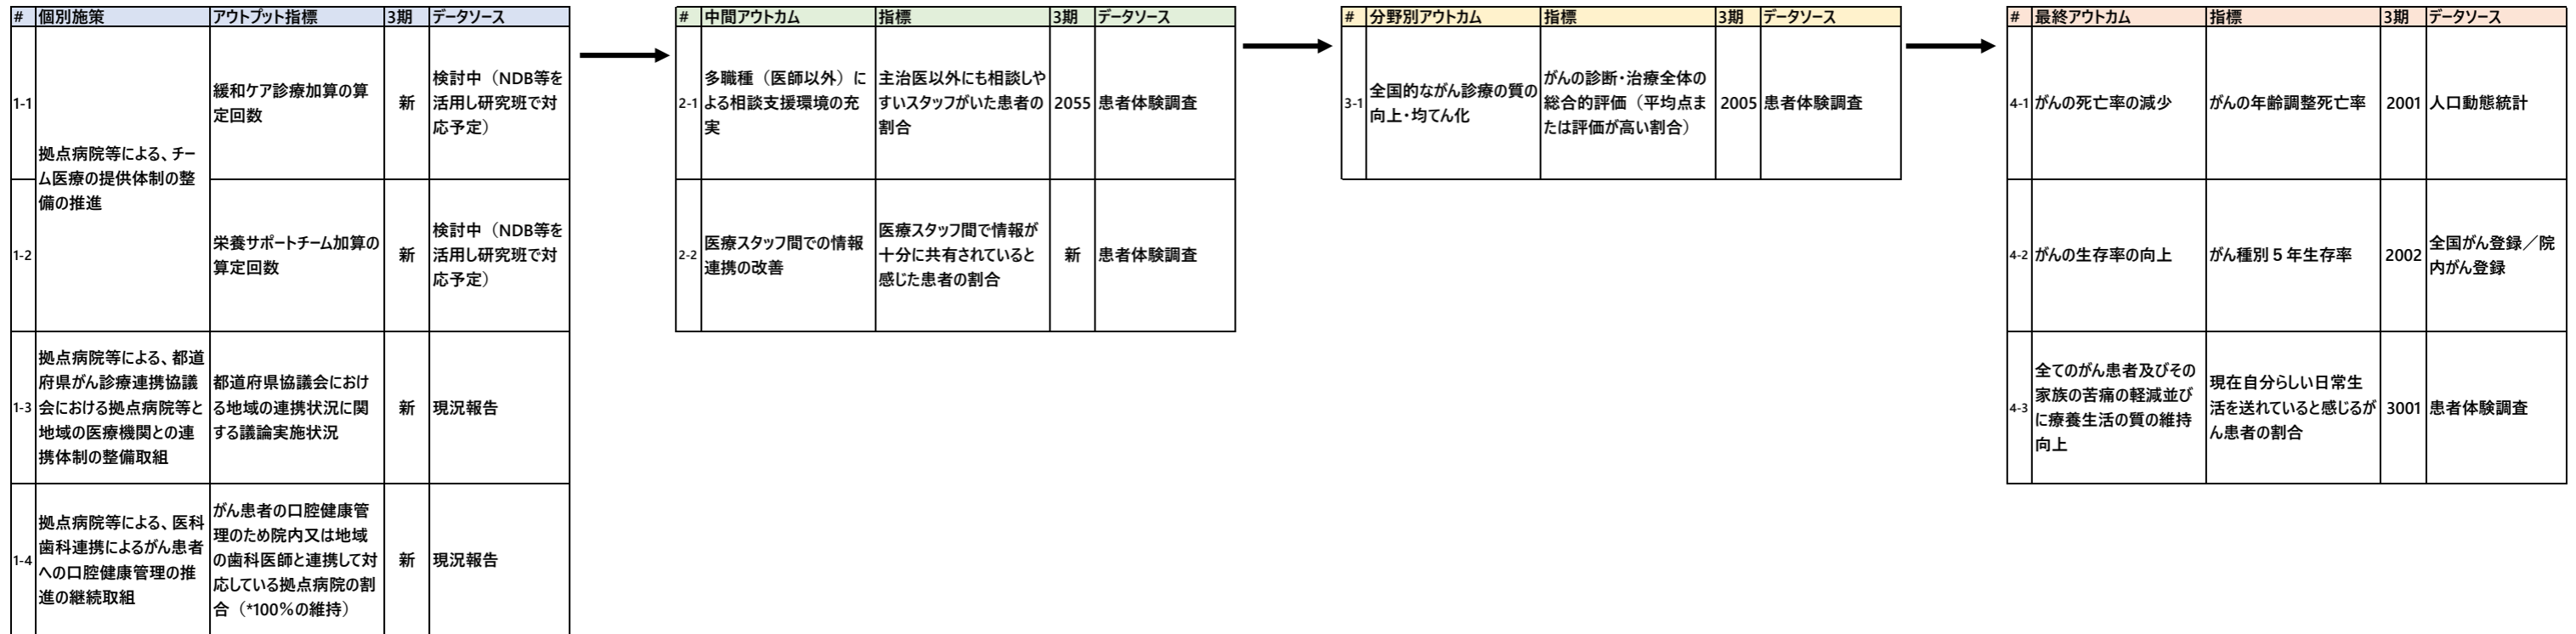 # 個別施策 アウトプット指標 3期 データソース
1-1
拠点病院等による、チー
ム医療の提供体制の整
備の推進
緩和ケア診療加算の算
定回数
新
検討中（NDB等を
活用し研究班で対
応予定）
1-2
栄養サポートチーム加算の
算定回数
新
検討中（NDB等を
活用し研究班で対
応予定）
1-3
拠点病院等による、都道
府県がん診療連携協議
会における拠点病院等と
地域の医療機関との連
携体制の整備取組
都道府県協議会におけ
る地域の連携状況に関
する議論実施状況
新
現況報告
1-4
拠点病院等による、医科
歯科連携によるがん患者
への口腔健康管理の推
進の継続取組
がん患者の口腔健康管
理のため院内又は地域
の歯科医師と連携して対
応している拠点病院の割
合（*100％の維持）
新
現況報告
# 中間アウトカム 指標 3期 データソース
2-1
多職種（医師以外）に
よる相談支援環境の充
実
主治医以外にも相談しや
すいスタッフがいた患者の
割合
2055
患者体験調査
2-2
医療スタッフ間での情報
連携の改善
医療スタッフ間で情報が
十分に共有されていると
感じた患者の割合
新
患者体験調査
# 分野別アウトカム 指標 3期 データソース
3-1
全国的ながん診療の質の
向上・均てん化
がんの診断・治療全体の
総合的評価（平均点ま
たは評価が高い割合）
2005
患者体験調査
# 最終アウトカム 指標 3期 データソース
4-1
がんの死亡率の減少
がんの年齢調整死亡率
2001
人口動態統計
4-2
がんの生存率の向上
がん種別５年生存率
2002
全国がん登録／院
内がん登録
4-3
全てのがん患者及びその
家族の苦痛の軽減並び
に療養生活の質の維持
向上
現在自分らしい日常生
活を送れていると感じるが
ん患者の割合
3001
患者体験調査